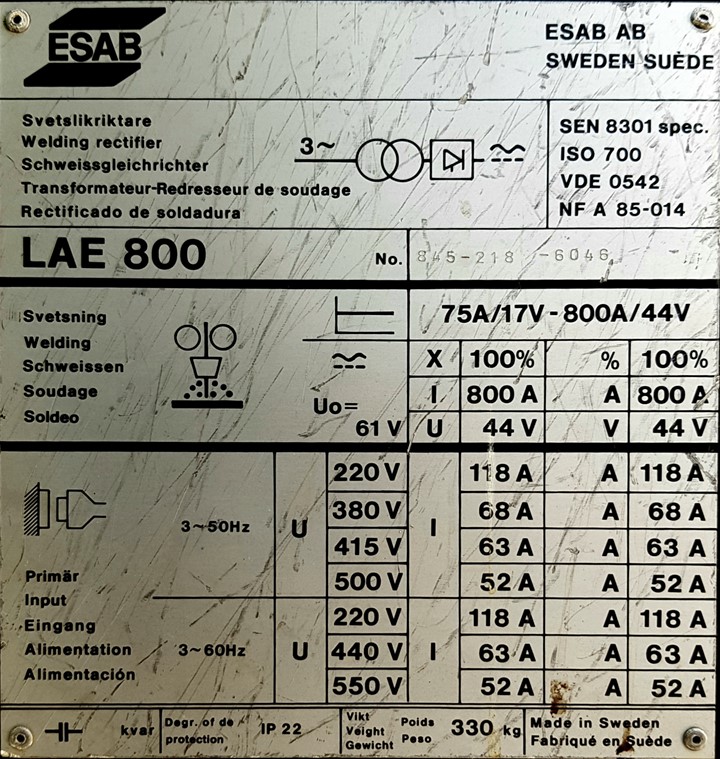 ESAB
ESAB AB
SWEDEN SUÈDE
Svetslikriktare
Welding rectifier
Schweissgleichrichter
Transformateur-Redresseur de soudage
Rectificado de soldadura
3~
SEN 8301 spec.
ISO 700
VDE 0542
NF A 85-014
LAE 800 No. 845-218 -6046
Svetsning
Welding
Schweissen
Soudage
Soldeo
Uo=
61 V
75A/17V - 800A/44V
X 100% % 100%
I 800 A A 800 A
U 44 V V 44 V
Primär
Input
Eingang
Alimentation
Alimentación
3~50Hz U I
220 V 118 A A 118 A
380 V 68 A A 68 A
415 V 63 A A 63 A
500 V 52 A A 52 A
3~60Hz U I
220 V 118 A A 118 A
440 V 63 A A 63 A
550 V 52 A A 52 A
kvar
Degr. of de
protection
IP 22
Vikt Poids
Veight Peso
Gewicht
330 kg
Made in Sweden
Fabriqué en Suède